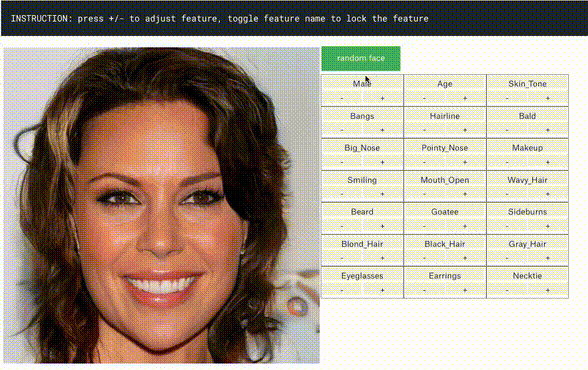 INSTRUCTION: press +/- to adjust feature, toggle feature name to lock the feature
random face
Male Age Skin_Tone
- + - + - +
Bangs Hairline Bald
- + - + - +
Big_Nose Pointy_Nose Makeup
- + - + - +
Smiling Mouth_Open Wavy_Hair
- + - + - +
Beard Goatee Sideburns
- + - + - +
Blond_Hair Black_Hair Gray_Hair
- + - + - +
Eyeglasses Earrings Necktie
- + - + - +